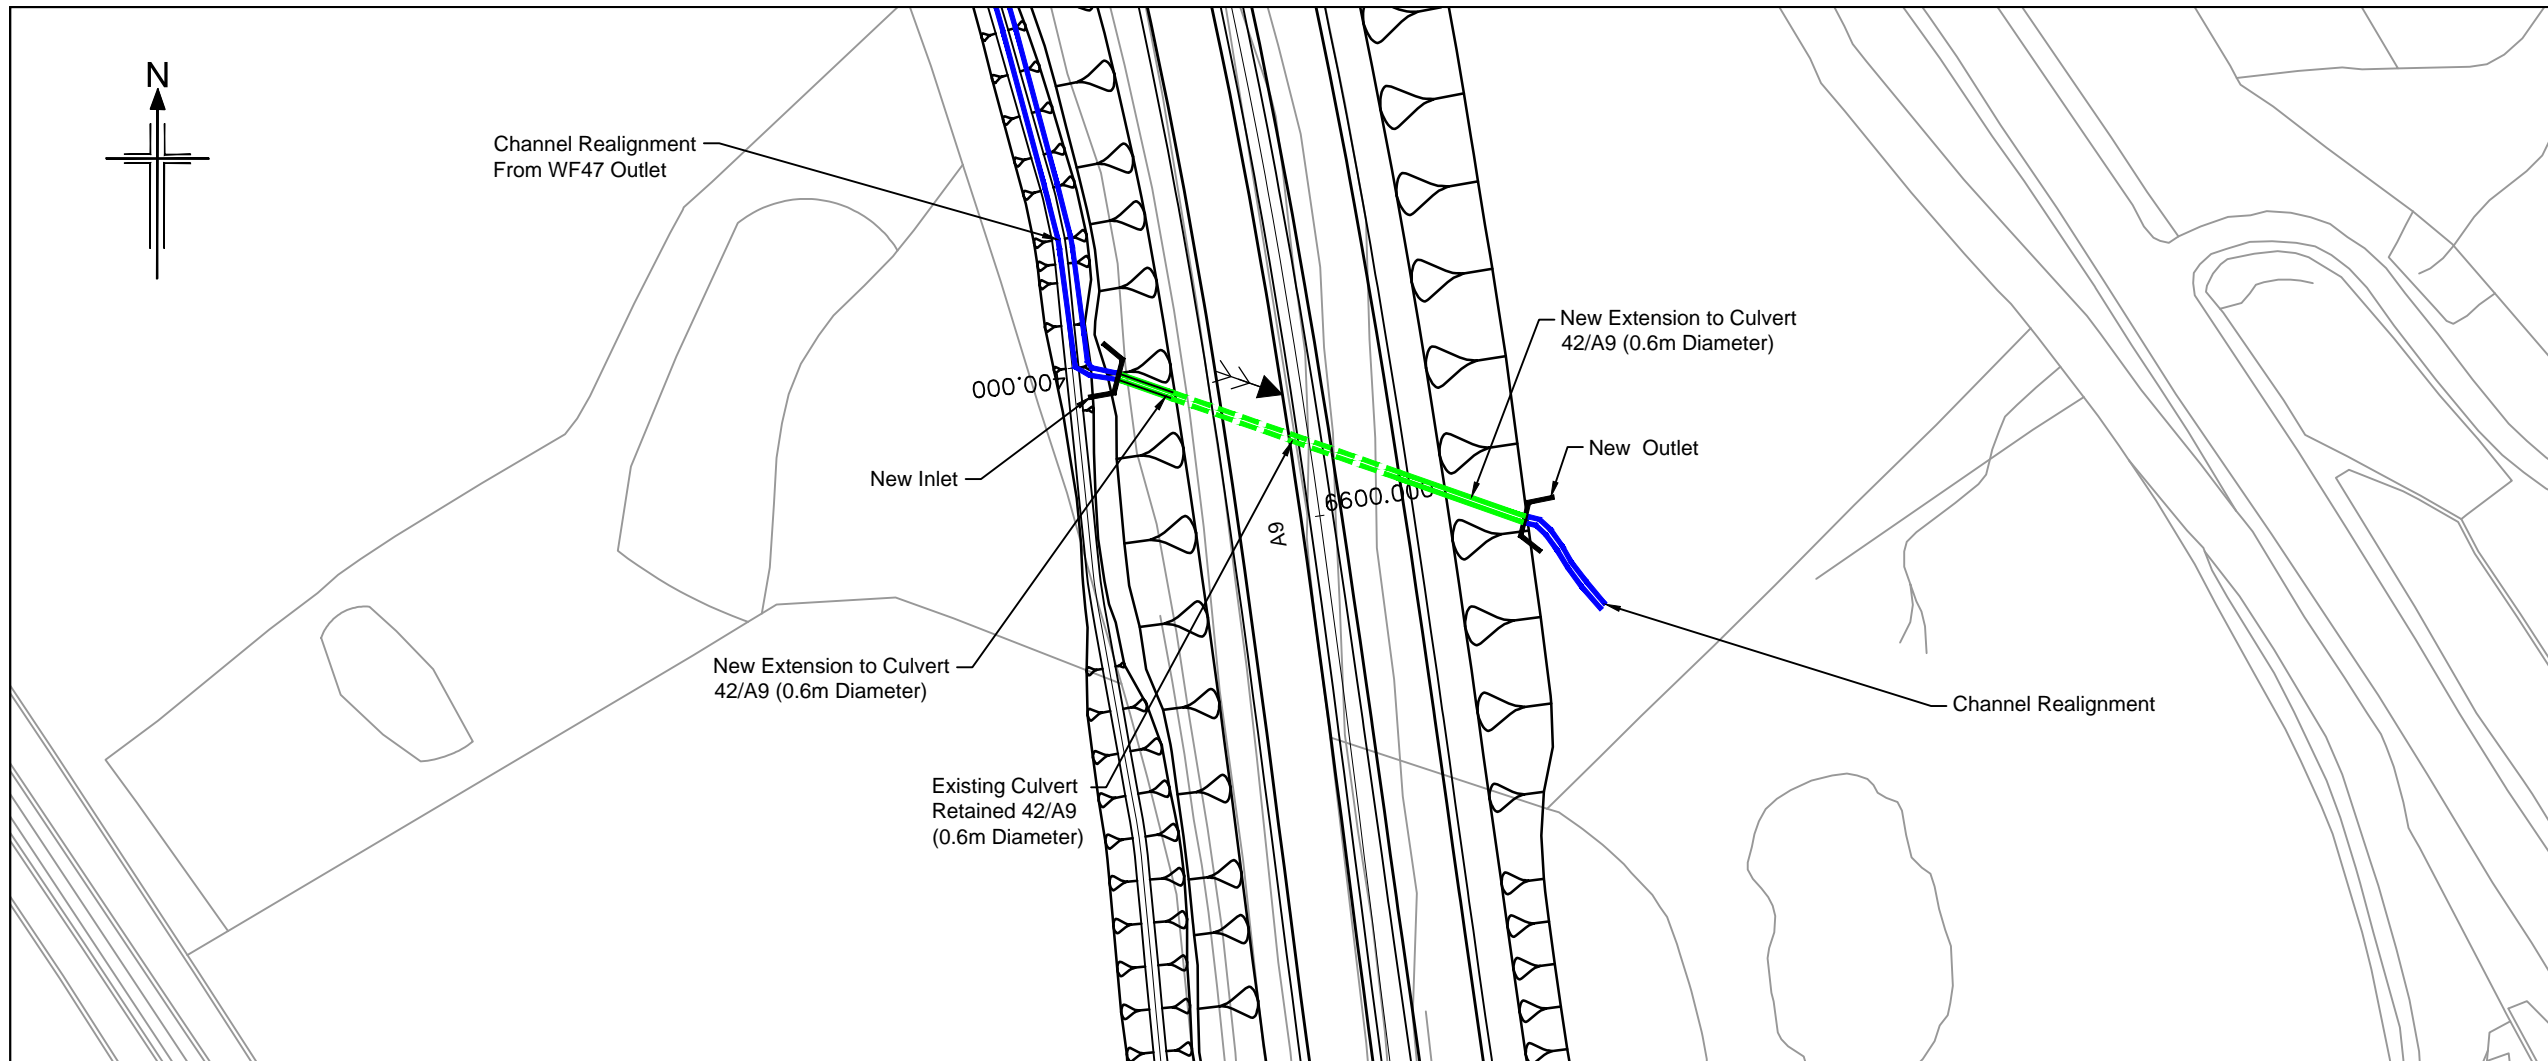 N
Channel Realignment
From WF47 Outlet
New Extension to Culvert
42/A9 (0.6m Diameter)
400.000
New Outlet
New Inlet
6600.000
A9
New Extension to Culvert
42/A9 (0.6m Diameter)
Channel Realignment
Existing Culvert
Retained 42/A9
(0.6m Diameter)